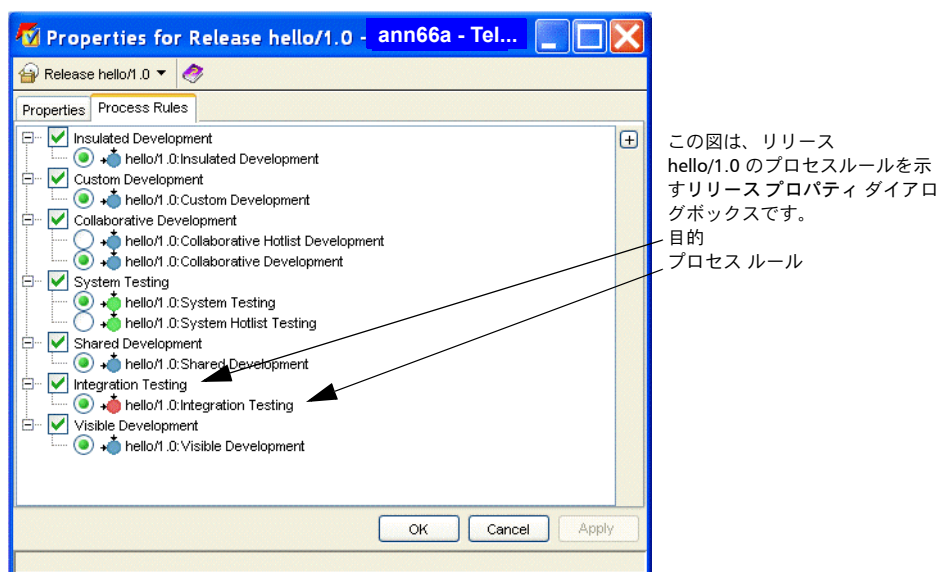 Properties for Release hello/1.0 - ann66a - Tel...
Release hello/1.0
Properties Process Rules
Insulated Development
hello/1.0:Insulated Development
Custom Development
hello/1.0:Custom Development
Collaborative Development
hello/1.0:Collaborative Hotlist Development
hello/1.0:Collaborative Development
System Testing
hello/1.0:System Testing
hello/1.0:System Hotlist Testing
Shared Development
hello/1.0:Shared Development
Integration Testing
hello/1.0:Integration Testing
Visible Development
hello/1.0:Visible Development
OK Cancel Apply
この図は、リリース
hello/1.0 のプロセスルールを示
すリリース プロパティ ダイアロ
グボックスです。
目的
プロセス ルール